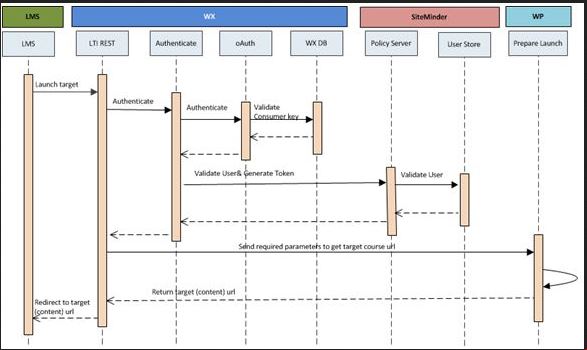 LMS WX SiteMinder WP
LMS LTI REST Authenticate oAuth WX DB Policy Server User Store Prepare Launch
Launch target
Authenticate
Authenticate
Validate
Consumer key
Validate User& Generate Token
Validate User
Send required parameters to get target course url
Return target (content) url
Redirect to target
(content) url